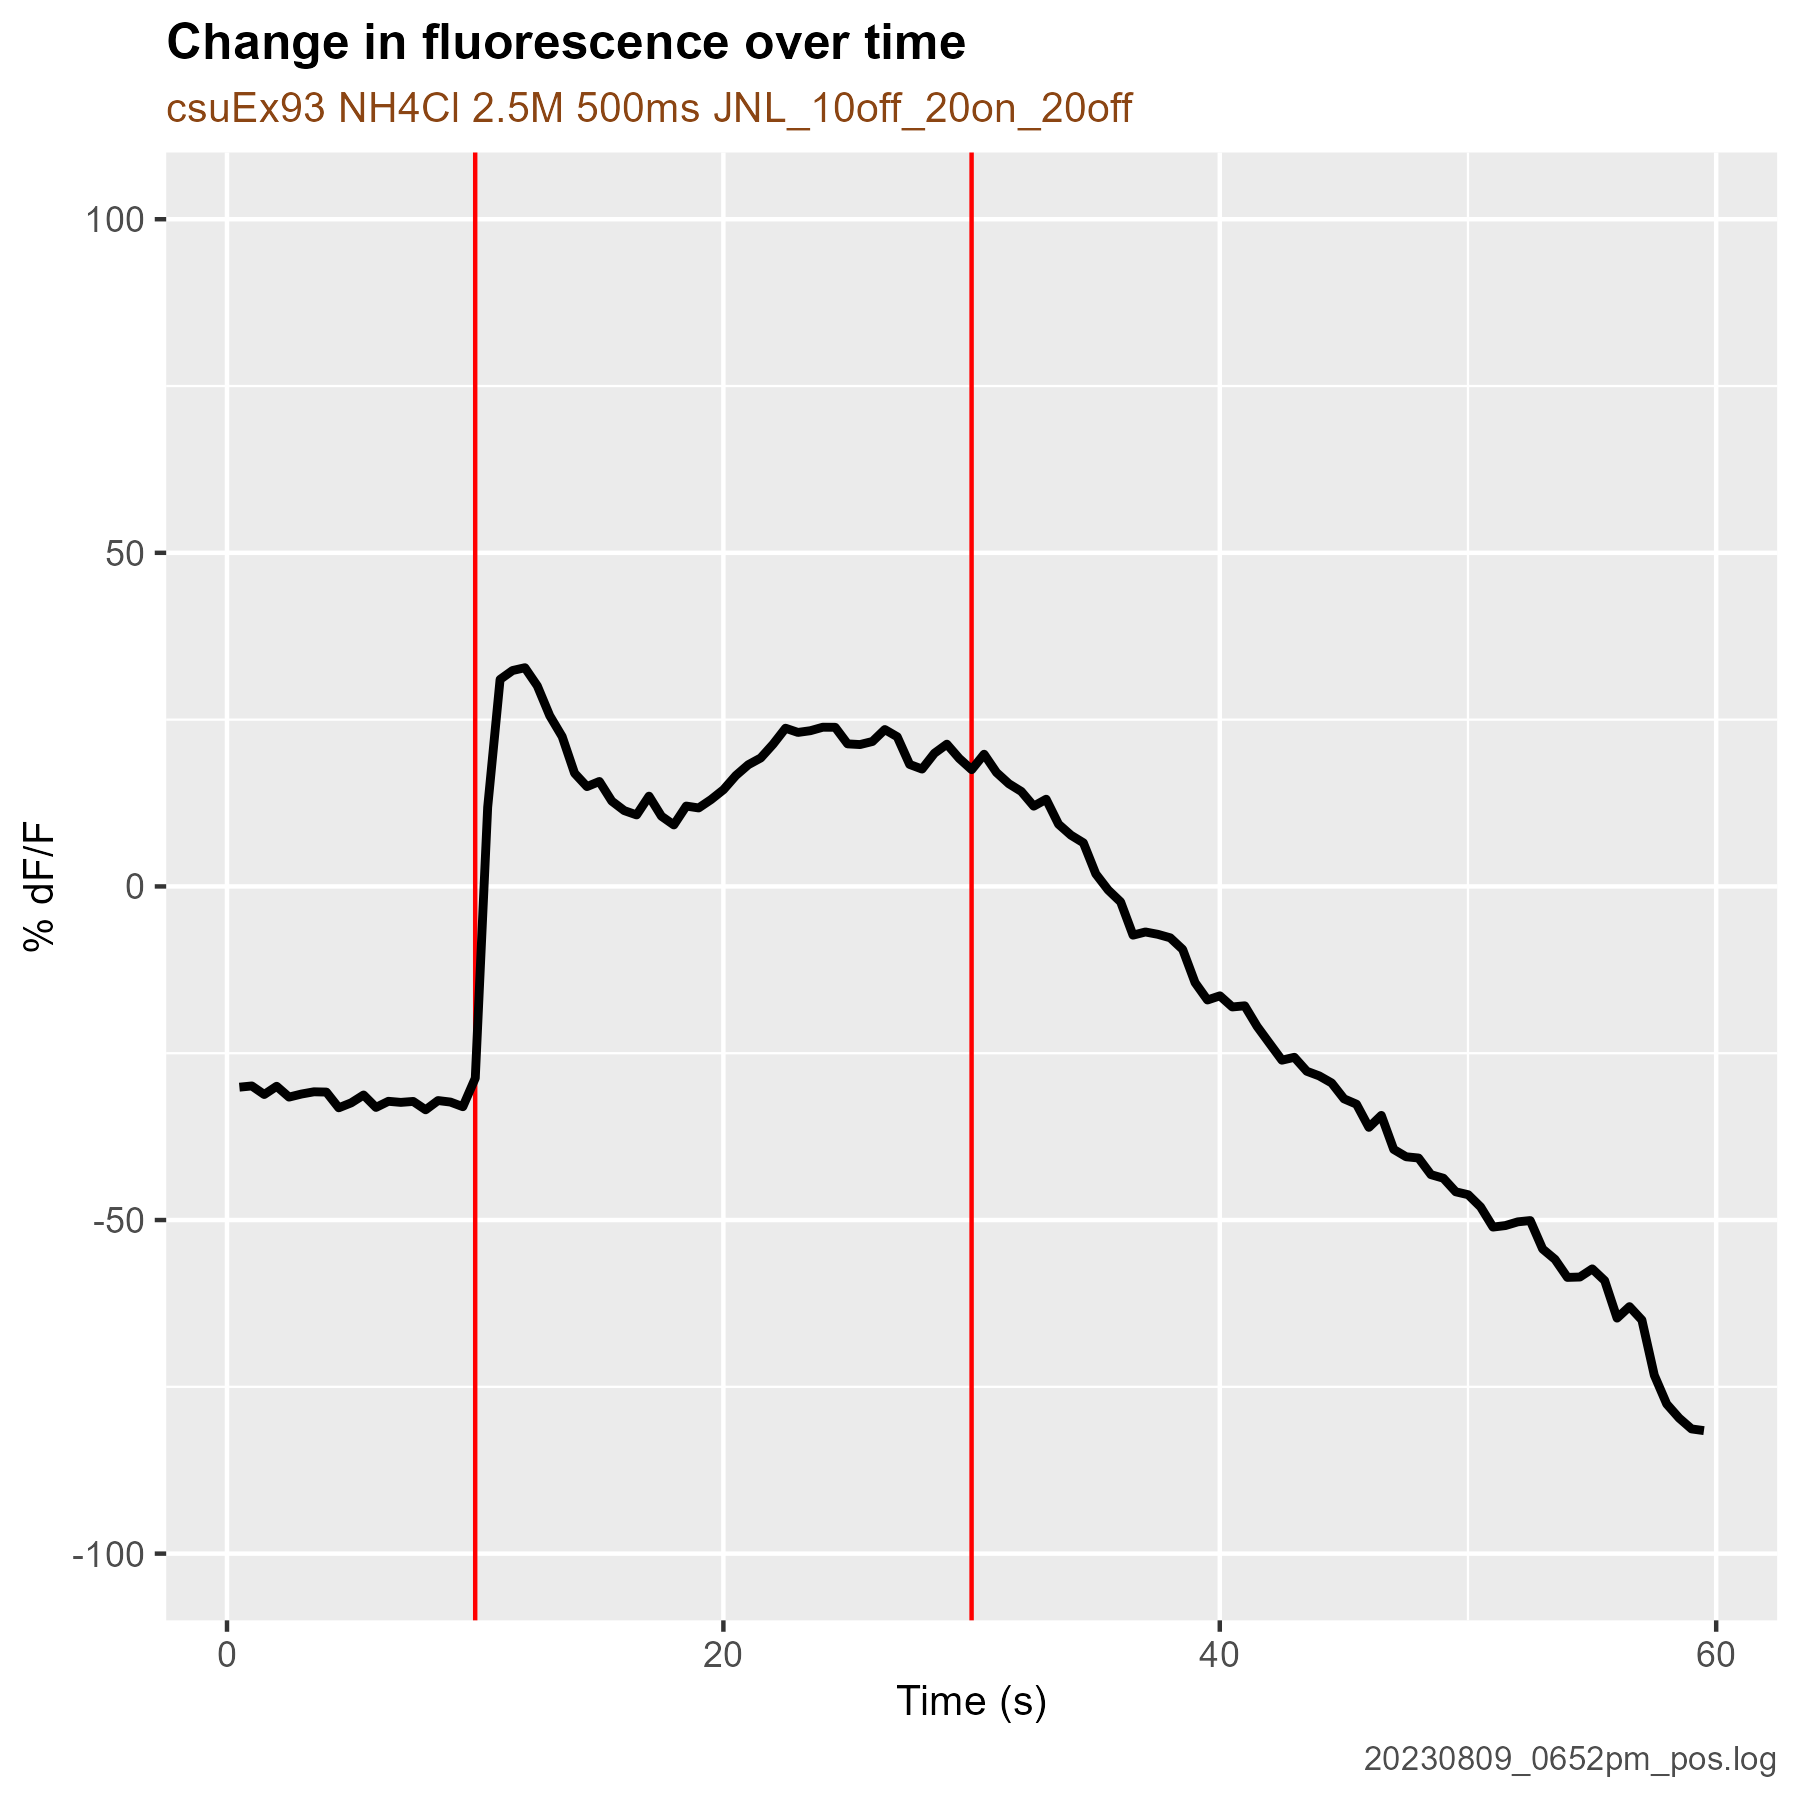 Change in fluorescence over time
csuEx93 NH4Cl 2.5M 500ms JNL_10off_20on_20off
% dF/F
100
50
0
-50
-100
0 20 40 60
Time (s)
20230809_0652pm_pos.log